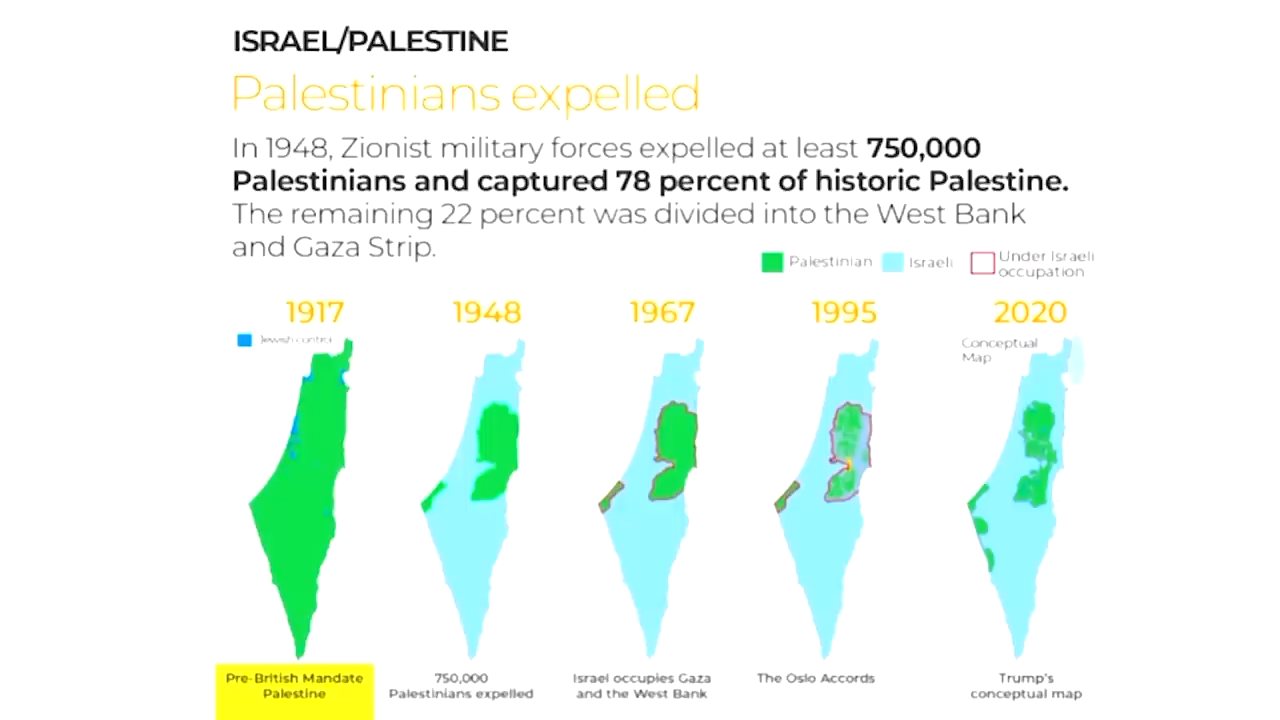 ISRAEL/PALESTINE
Palestinians expelled
In 1948, Zionist military forces expelled at least 750,000
Palestinians and captured 78 percent of historic Palestine.
The remaining 22 percent was divided into the West Bank
and Gaza Strip.
Palestinian
Israeli
Under Israeli
occupation
1917
1948
1967
1995
2020
Jewish control
Conceptual
Map
Pre-British Mandate
Palestine
750,000
Palestinians expelled
Israel occupies Gaza
and the West Bank
The Oslo Accords
Trump's
conceptual map